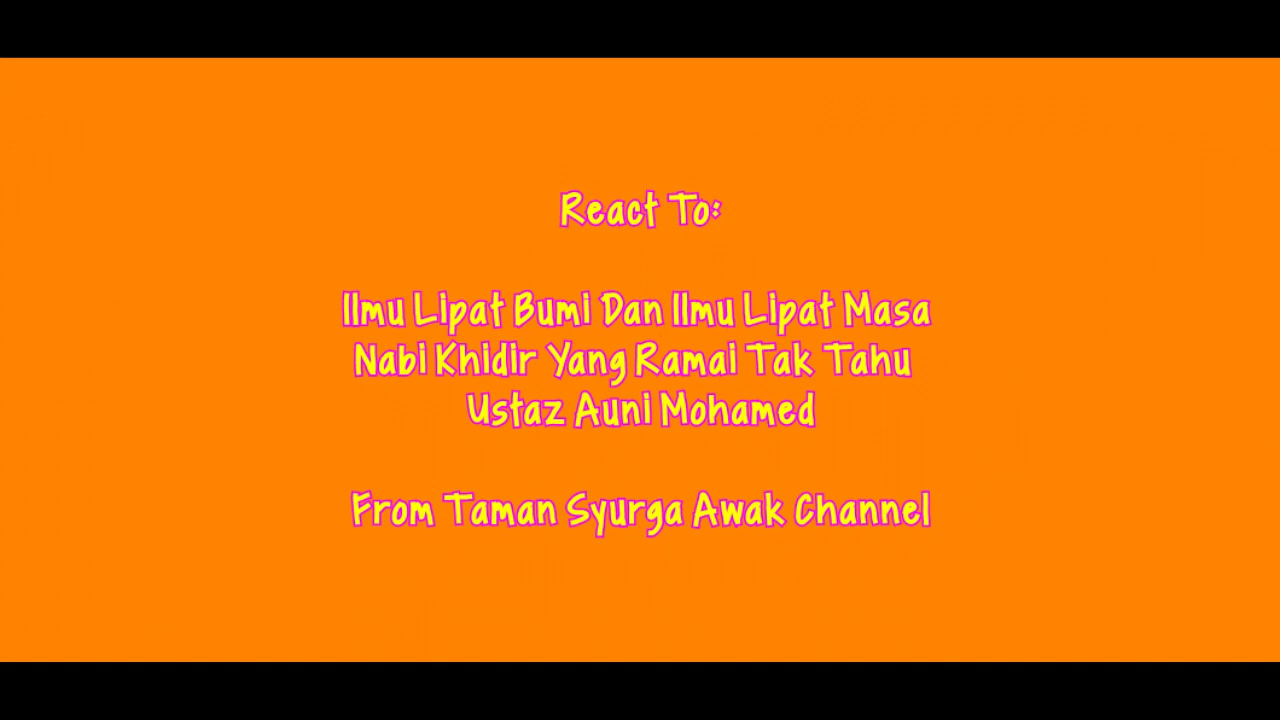 React To:
Ilmu Lipat Bumi Dan Ilmu Lipat Masa
Nabi Khidir Yang Ramai Tak Tahu
Ustaz Auni Mohamed
From Taman Syurga Awak Channel